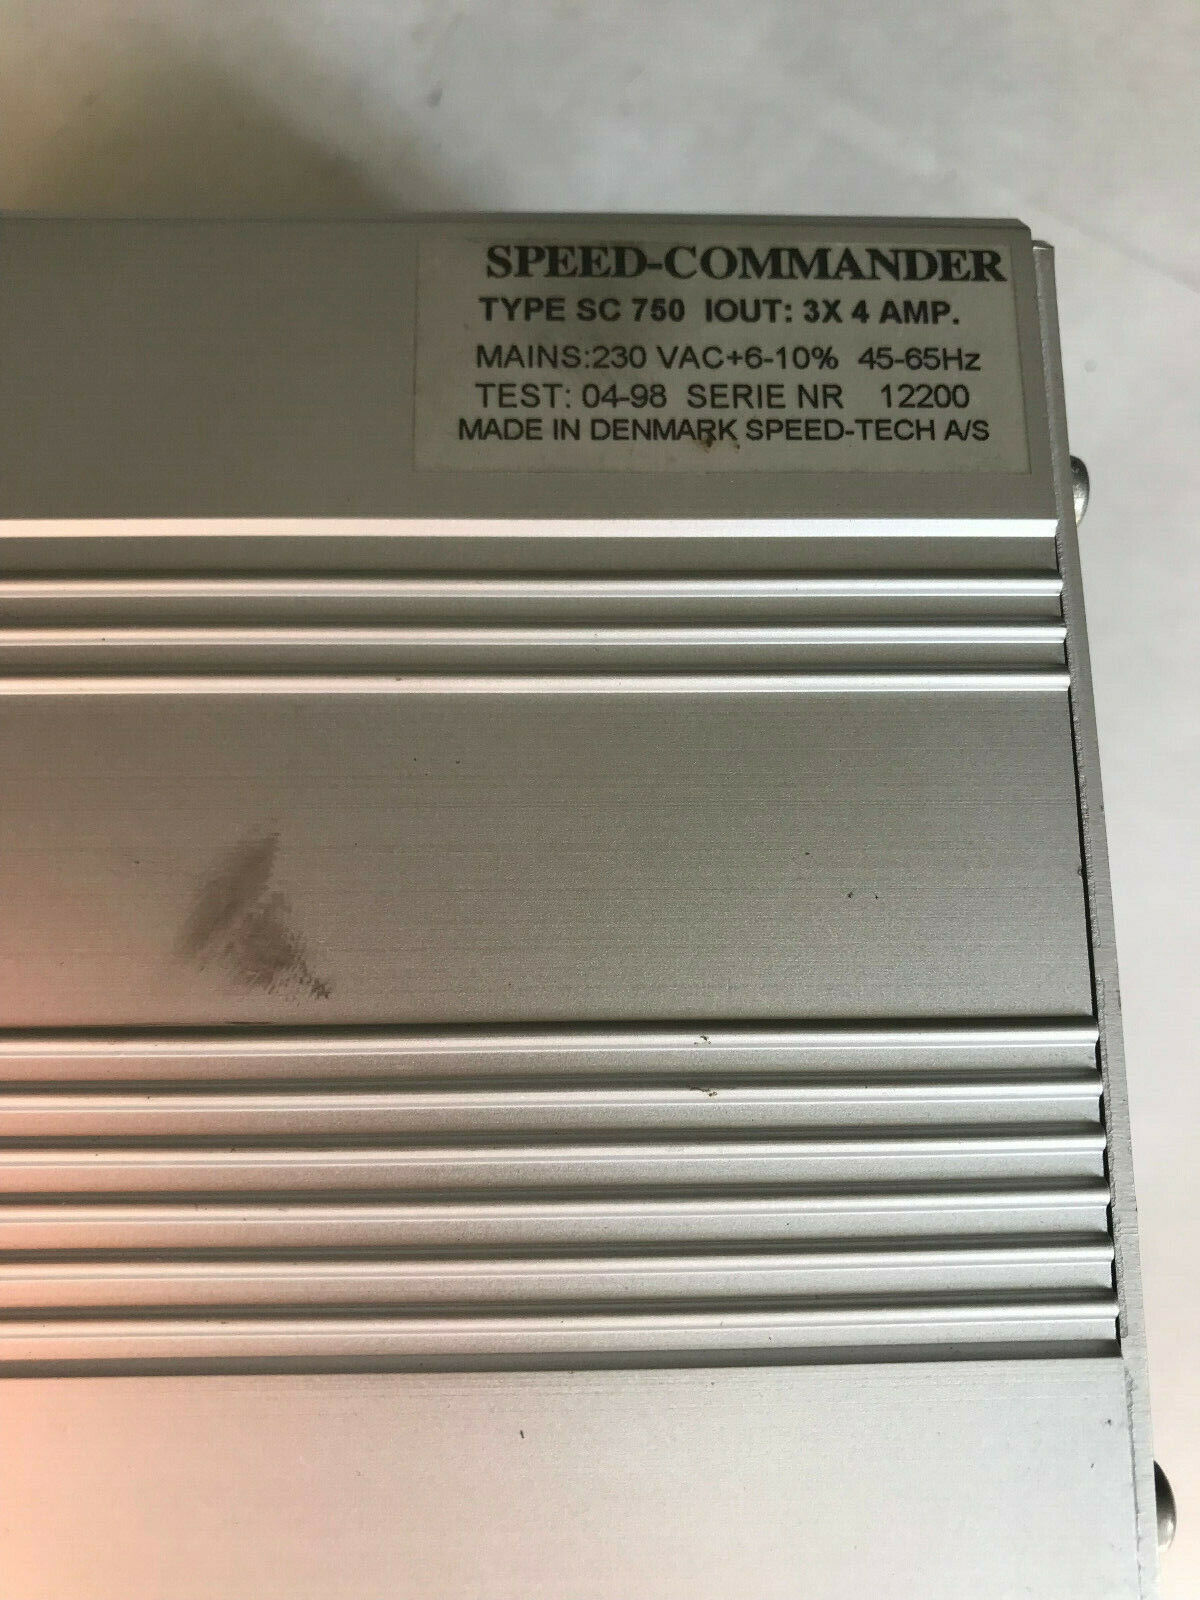 SPEED-COMMANDER
TYPE SC 750 IOUT: 3X 4 AMP.
MAINS:230 VAC+6-10% 45-65Hz
TEST: 04-98 SERIE NR 12200
MADE IN DENMARK SPEED-TECH A/S